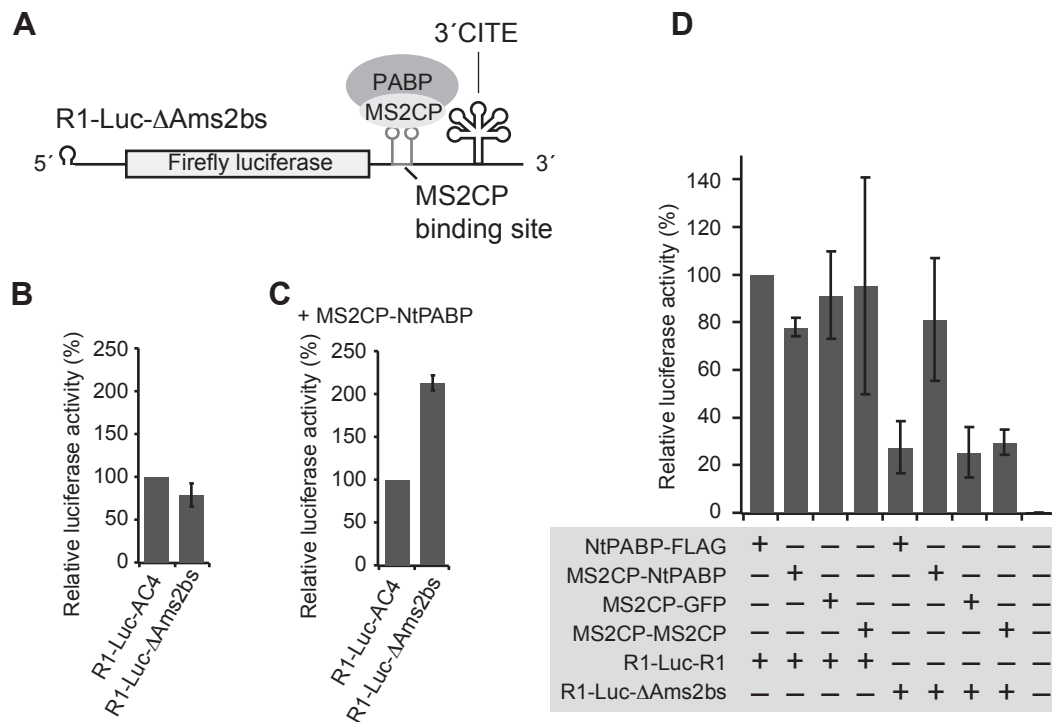 A
3´CITE
PABP
MS2CP
R1-Luc-ΔAms2bs
5´
Firefly luciferase
3´
MS2CP
binding site
B
Relative luciferase activity (%)
250
200
150
100
50
0
R1-Luc-AC4
R1-Luc-ΔAms2bs
C
+ MS2CP-NtPABP
Relative luciferase activity (%)
250
200
150
100
50
0
R1-Luc-AC4
R1-Luc-ΔAms2bs
D
Relative luciferase activity (%)
140
120
100
80
60
40
20
0
NtPABP-FLAG + – – – + – – – –
MS2CP-NtPABP – + – – – + – – –
MS2CP-GFP – – + – – – + – –
MS2CP-MS2CP – – – + – – – + –
R1-Luc-R1 + + + + – – – – –
R1-Luc-ΔAms2bs – – – – + + + + –